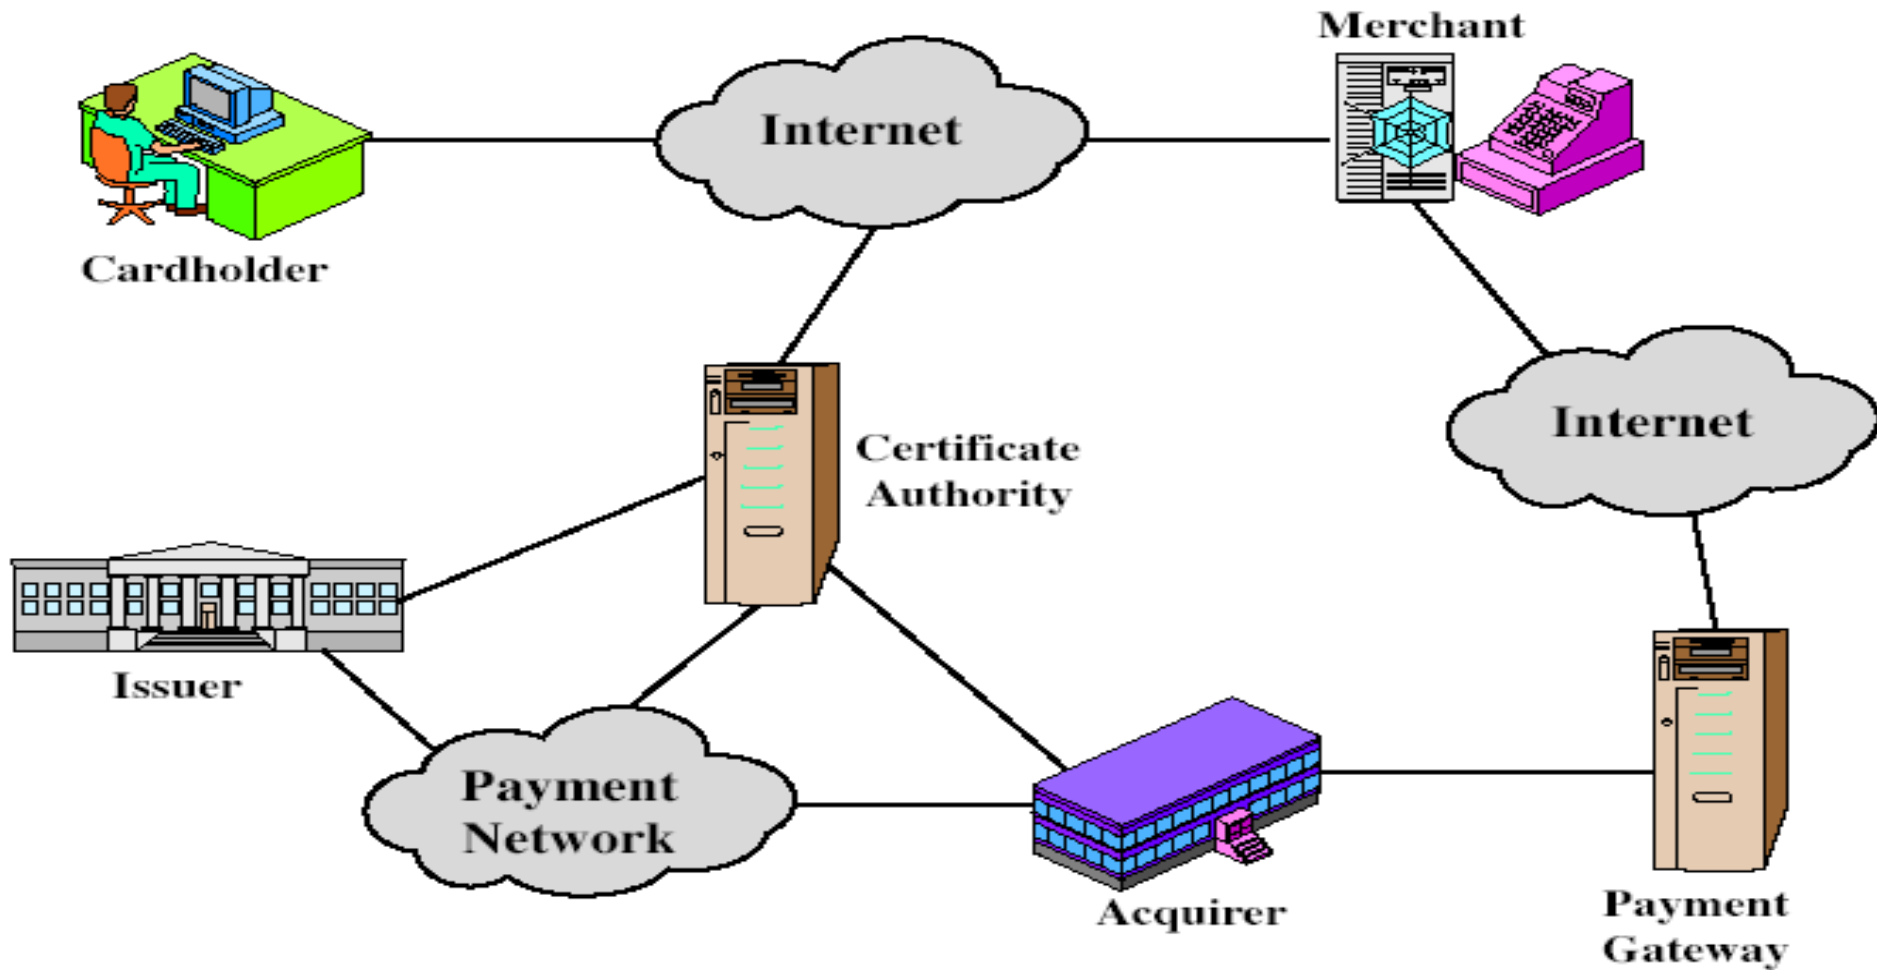 Merchant
Internet
Cardholder
Internet
Certificate
Authority
Issuer
Payment
Network
Acquirer
Payment
Gateway